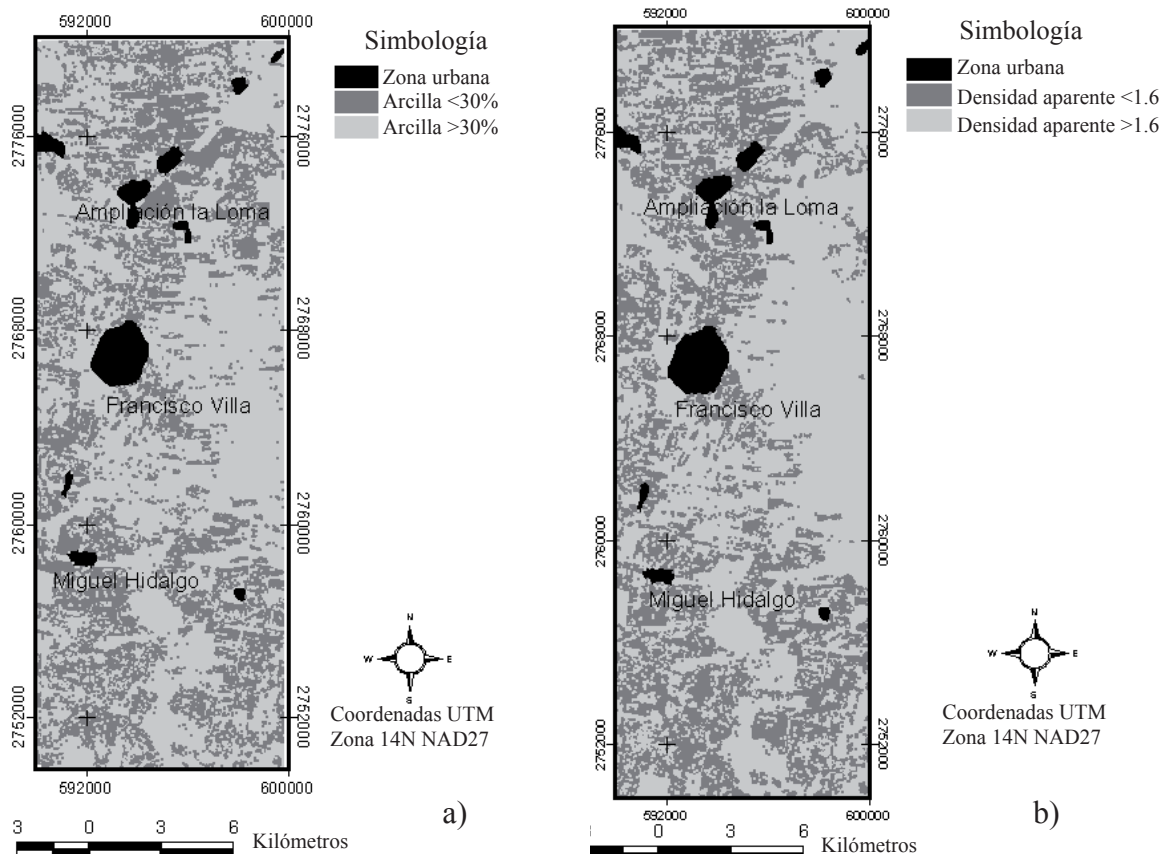 592000 600000
Simbología
Zona urbana
Arcilla <30%
Arcilla >30%
2776000 2776000
Ampliación la Loma
2768000 2768000
Francisco Villa
2760000 2760000
Miguel Hidalgo
N
W E
S
2752000 2752000
Coordenadas UTM
Zona 14N NAD27
592000 600000
a)
3 0 3 6 Kilómetros
592000 600000
Simbología
Zona urbana
Densidad aparente <1.6
Densidad aparente >1.6
2776000 2776000
Ampliación la Loma
2768000 2768000
Francisco Villa
2760000 2760000
Miguel Hidalgo
N
W E
S
2752000 2752000
Coordenadas UTM
Zona 14N NAD27
592000 600000
b)
0 3 6 Kilómetros